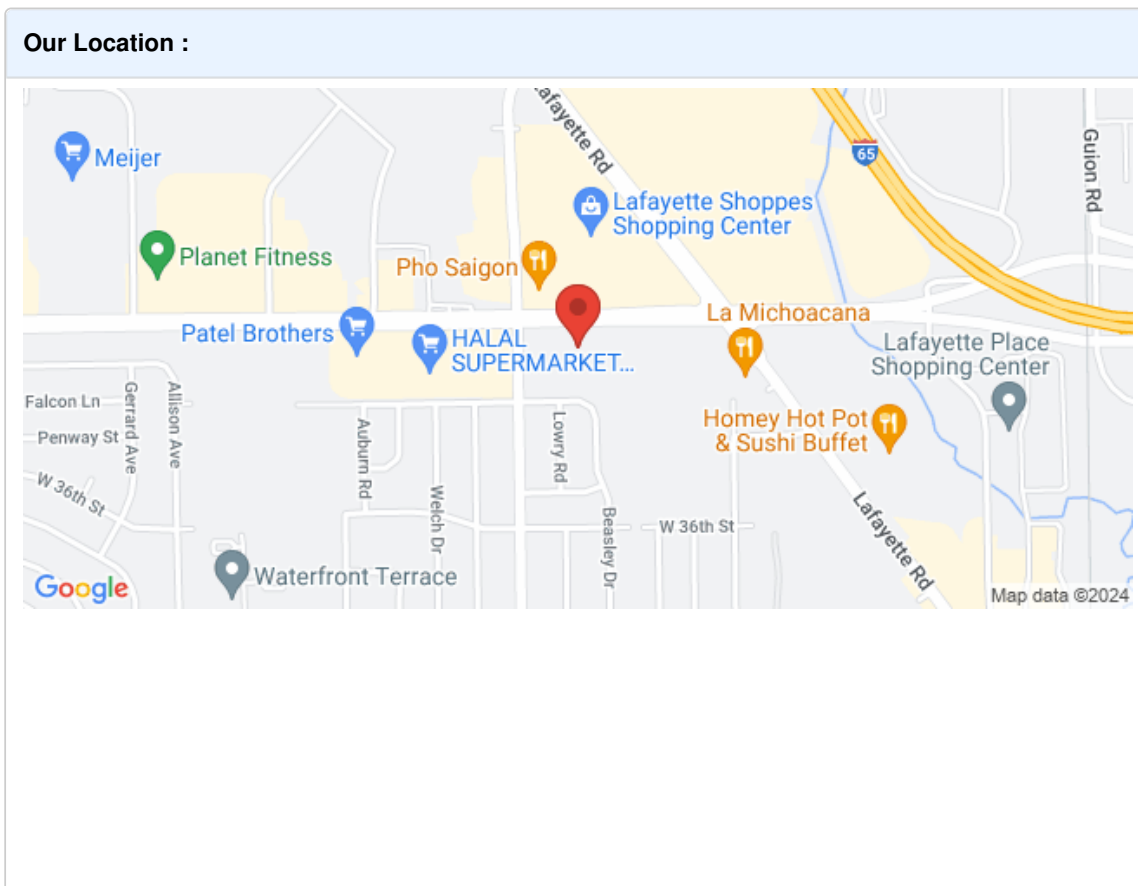 Our Location :
Lafayette Rd
65
Guion Rd
Meijer
Lafayette Shoppes
Shopping Center
Planet Fitness
Pho Saigon
La Michoacana
Patel Brothers
HALAL
SUPERMARKET...
Lafayette Place
Shopping Center
Falcon Ln
Gerrard Ave
Allison Ave
Penway St
Auburn Rd
Lowry Rd
Homey Hot Pot
& Sushi Buffet
W 36th St
Welch Dr
Beasley Dr
W 36th St
Lafayette Rd
Waterfront Terrace
Google
Map data ©2024